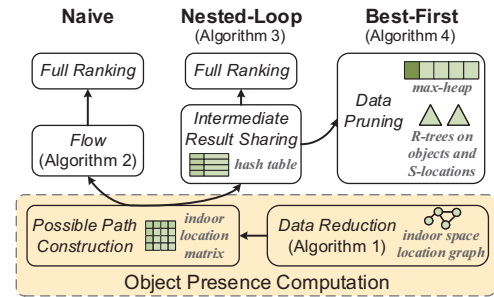 Naive
Nested-Loop
(Algorithm 3)
Best-First
(Algorithm 4)
Full Ranking
Full Ranking
Flow
(Algorithm 2)
Intermediate
Result Sharing
hash table
Data
Pruning
max-heap
R-trees on
objects and
S-locations
Possible Path
Construction
indoor
location
matrix
Data Reduction
(Algorithm 1)
indoor space
location graph
Object Presence Computation